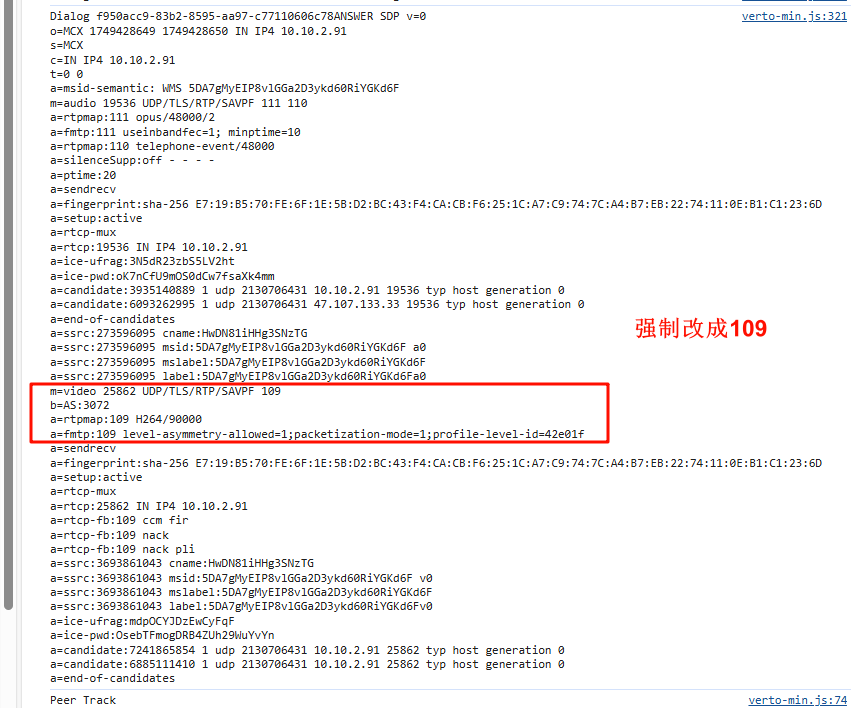 Dialog f950acc9-83b2-8595-aa97-c77110606c78ANSWER SDP v=0
verto-min.js:321
o=MCX 1749428649 1749428650 IN IP4 10.10.2.91
s=MCX
c=IN IP4 10.10.2.91
t=0 0
a=msid-semantic: WMS 5DA7gMyEIP8vlGGa2D3ykd60RiYGKd6F
m=audio 19536 UDP/TLS/RTP/SAVPF 111 110
a=rtpmap:111 opus/48000/2
a=fmtp:111 useinbandfec=1; minptime=10
a=rtpmap:110 telephone-event/48000
a=silenceSupp:off - - - -
a=ptime:20
a=sendrecv
a=fingerprint:sha-256 E7:19:B5:70:FE:6F:1E:5B:D2:BC:43:F4:CA:CB:F6:25:1C:A7:C9:74:7C:A4:B7:EB:22:74:11:0E:B1:C1:23:6D
a=setup:active
a=rtcp-mux
a=rtcp:19536 IN IP4 10.10.2.91
a=ice-ufrag:3N5dR23zbS5LV2ht
a=ice-pwd:oK7nCfU9mOS0dCw7fsaXk4mm
a=candidate:3935140889 1 udp 2130706431 10.10.2.91 19536 typ host generation 0
a=candidate:6093262995 1 udp 2130706431 47.107.133.33 19536 typ host generation 0
a=end-of-candidates
a=ssrc:273596095 cname:HwDN81iHHg3SNzTG
a=ssrc:273596095 msid:5DA7gMyEIP8vlGGa2D3ykd60RiYGKd6F a0
a=ssrc:273596095 mslabel:5DA7gMyEIP8vlGGa2D3ykd60RiYGKd6F
a=ssrc:273596095 label:5DA7gMyEIP8vlGGa2D3ykd60RiYGKd6Fa0
强制改成109
m=video 25862 UDP/TLS/RTP/SAVPF 109
b=AS:3072
a=rtpmap:109 H264/90000
a=fmtp:109 level-asymmetry-allowed=1;packetization-mode=1;profile-level-id=42e01f
a=sendrecv
a=fingerprint:sha-256 E7:19:B5:70:FE:6F:1E:5B:D2:BC:43:F4:CA:CB:F6:25:1C:A7:C9:74:7C:A4:B7:EB:22:74:11:0E:B1:C1:23:6D
a=setup:active
a=rtcp-mux
a=rtcp:25862 IN IP4 10.10.2.91
a=rtcp-fb:109 ccm fir
a=rtcp-fb:109 nack
a=rtcp-fb:109 nack pli
a=ssrc:3693861043 cname:HwDN81iHHg3SNzTG
a=ssrc:3693861043 msid:5DA7gMyEIP8vlGGa2D3ykd60RiYGKd6F v0
a=ssrc:3693861043 mslabel:5DA7gMyEIP8vlGGa2D3ykd60RiYGKd6F
a=ssrc:3693861043 label:5DA7gMyEIP8vlGGa2D3ykd60RiYGKd6Fv0
a=ice-ufrag:mdpOCYJDzEwCyFqF
a=ice-pwd:OsebTFmogDRB4ZUh29WuYvYn
a=candidate:7241865854 1 udp 2130706431 10.10.2.91 25862 typ host generation 0
a=candidate:6885111410 1 udp 2130706431 10.10.2.91 25862 typ host generation 0
a=end-of-candidates
Peer Track
verto-min.js:74